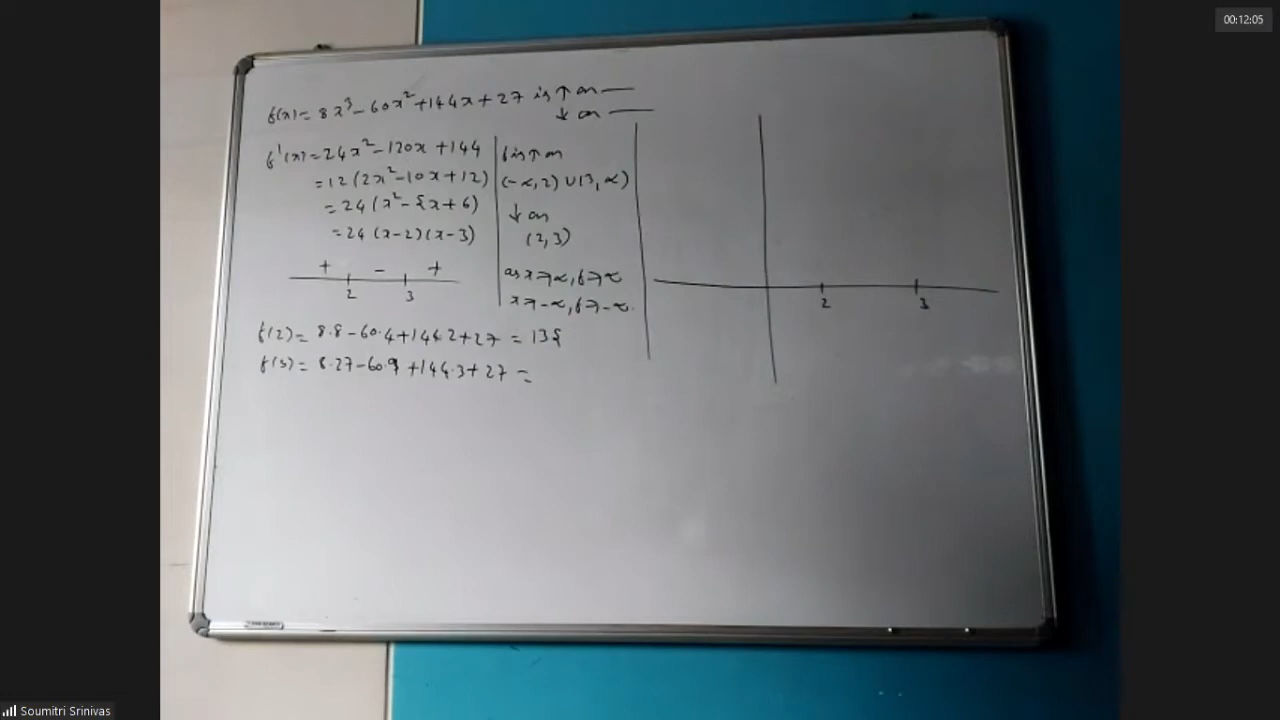 00:12:05
f(x) = 8x³ - 60x² + 144x + 27 is ↑ on —
↓ on —
f'(x) = 24x² - 120x + 144
= 12(2x² - 10x + 12)
= 24(x² - 5x + 6)
= 24(x-2)(x-3)
+ - +
2 3
f is ↑ on
(-∞, 2) ∪ (3, ∞)
↓ on
(2, 3)
as x→∞, f→∞
x→-∞, f→-∞.
2 3
f(2) = 8.8 - 60.4 + 144.2 + 27 = 135
f(3) = 8.27 - 60.9 + 144.3 + 27 =
Soumitri Srinivas